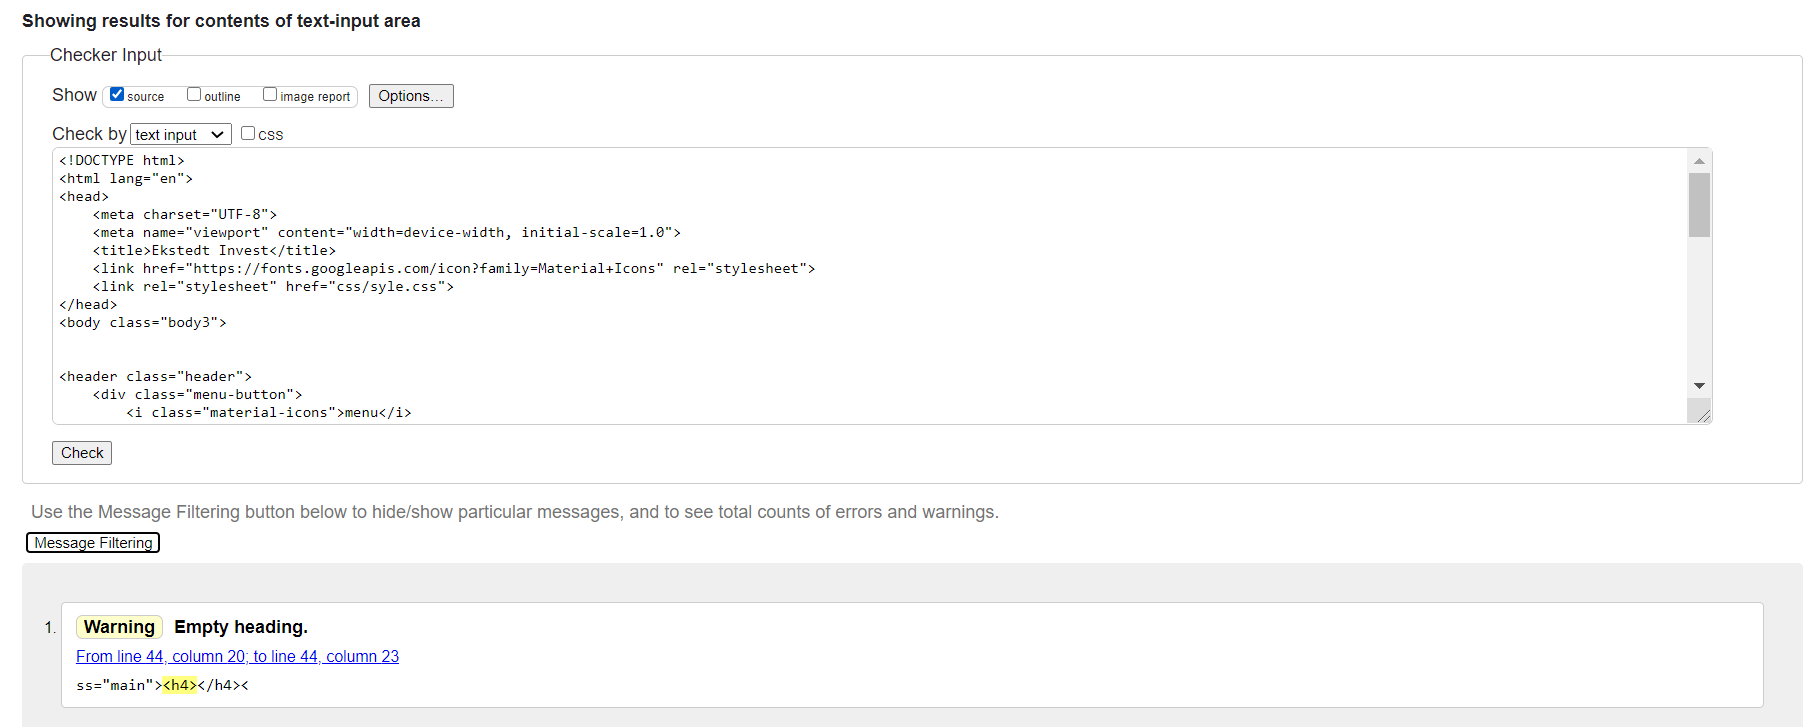 Showing results for contents of text-input area
Checker Input
Show source outline image report Options...
Check by text input css
<!DOCTYPE html>
<html lang="en">
<head>
    <meta charset="UTF-8">
    <meta name="viewport" content="width=device-width, initial-scale=1.0">
    <title>Ekstedt Invest</title>
    <link href="https://fonts.googleapis.com/icon?family=Material+Icons" rel="stylesheet">
    <link rel="stylesheet" href="css/syle.css">
</head>
<body class="body3">
<header class="header">
    <div class="menu-button">
        <i class="material-icons">menu</i>
Check
Use the Message Filtering button below to hide/show particular messages, and to see total counts of errors and warnings.
Message Filtering
1. Warning Empty heading.
From line 44, column 20; to line 44, column 23
ss="main"><h4></h4><